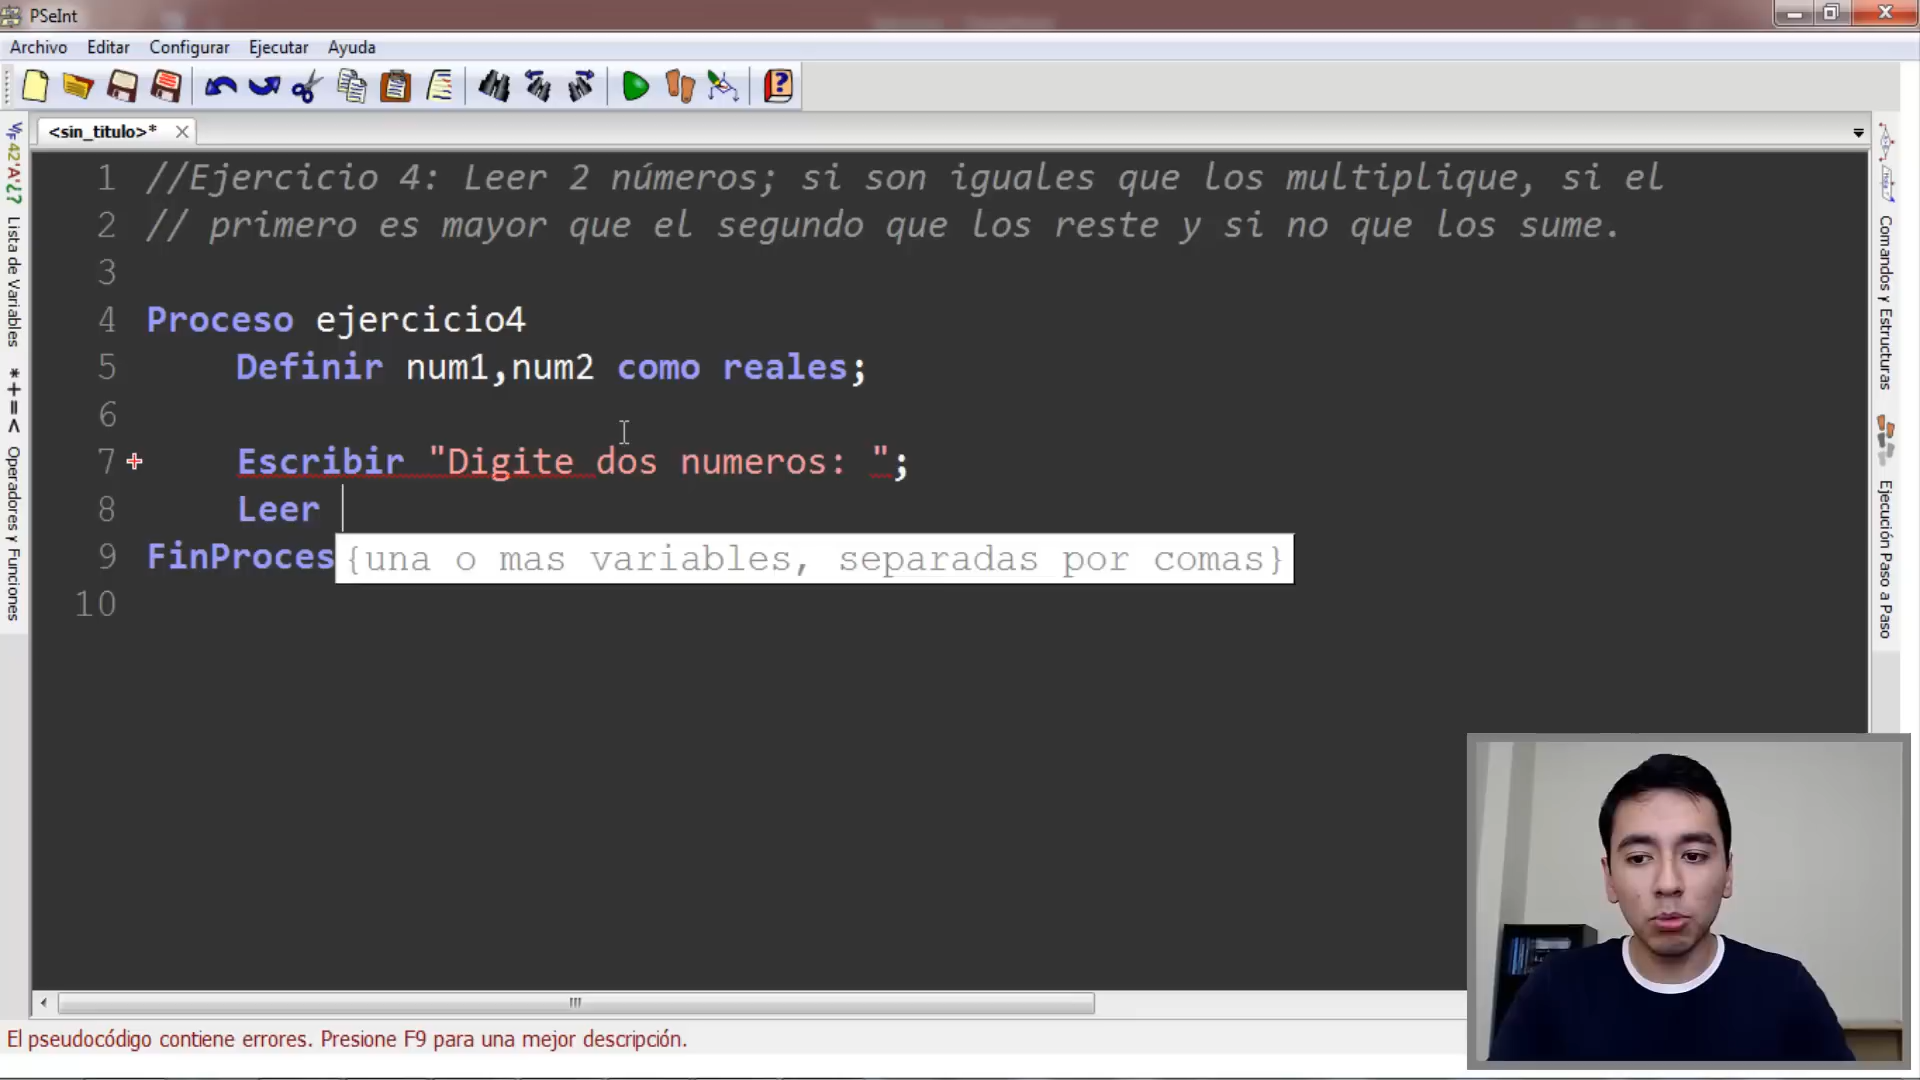 PSeInt
Archivo Editar Configurar Ejecutar Ayuda
<sin_titulo>*
1 //Ejercicio 4: Leer 2 números; si son iguales que los multiplique, si el
2 // primero es mayor que el segundo que los reste y si no que los sume.
3
4 Proceso ejercicio4
5 Definir num1,num2 como reales;
6
7 Escribir "Digite dos numeros: ";
8 Leer
9 FinProces
{una o mas variables, separadas por comas}
10
Lista de Variables
*+=< Operadores y Funciones
Comandos y Estructuras
Ejecución Paso a Paso
El pseudocódigo contiene errores. Presione F9 para una mejor descripción.